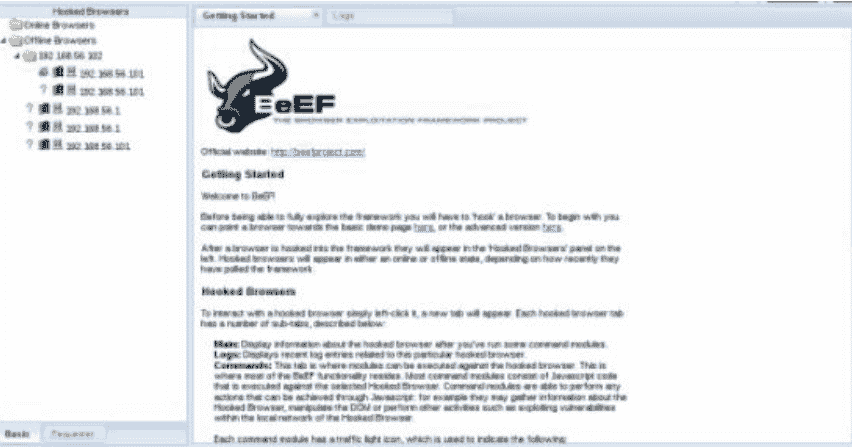 Hooked Browsers
Online Browsers
Offline Browsers
192.168.56.102
192.168.56.101
192.168.56.101
192.168.56.1
192.168.56.1
192.168.56.101
Basic
Requester
Getting Started
Logs
BeEF
THE BROWSER EXPLOITATION FRAMEWORK PROJECT
Official website: http://beefproject.com/
Getting Started
Welcome to BeEF!
Before being able to fully explore the framework you will have to 'hook' a browser. To begin with you
can point a browser towards the basic demo page here, or the advanced version here.
After a browser is hooked into the framework they will appear in the 'Hooked Browsers' panel on the
left. Hooked browsers will appear in either an online or offline state, depending on how recently they
have polled the framework.
Hooked Browsers
To interact with a hooked browser simply left-click it, a new tab will appear. Each hooked browser tab
has a number of sub-tabs, described below:
Main: Display information about the hooked browser after you've run some command modules.
Logs: Displays recent log entries related to this particular hooked browser.
Commands: This tab is where modules can be executed against the hooked browser. This is
where most of the BeEF functionality resides. Most command modules consist of Javascript code
that is executed against the selected Hooked Browser. Command modules are able to perform any
actions that can be achieved through Javascript: for example they may gather information about the
Hooked Browser, manipulate the DOM or perform other activities such as exploiting vulnerabilities
within the local network of the Hooked Browser.
Each command module has a traffic light icon, which is used to indicate the following: